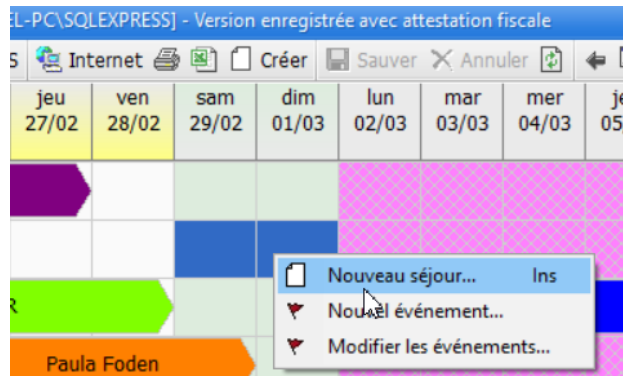 EL-PC\SQLEXPRESS] - Version enregistrée avec attestation fiscale
S Internet Créer Sauver Annuler
jeu ven sam dim lun mar mer je
27/02 28/02 29/02 01/03 02/03 03/03 04/03 05
Nouveau séjour... Ins
R Nouvel événement...
Modifier les événements...
Paula Foden